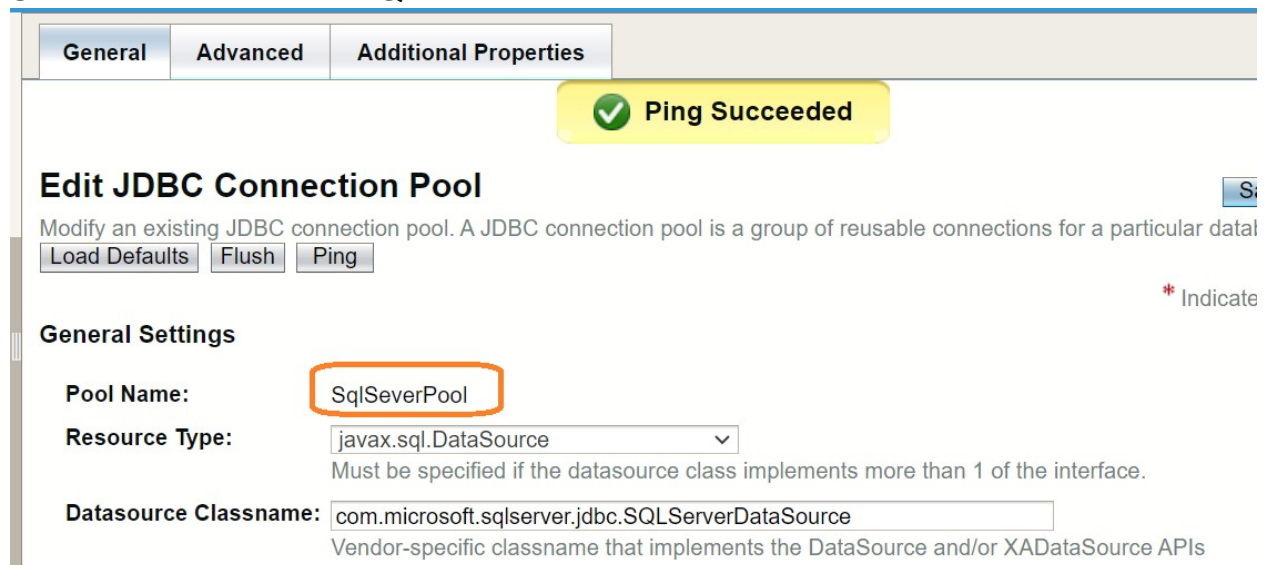 General Advanced Additional Properties
Ping Succeeded
Edit JDBC Connection Pool
Modify an existing JDBC connection pool. A JDBC connection pool is a group of reusable connections for a particular
Load Defaults Flush Ping
* Indicate
General Settings
Pool Name: SqlSeverPool
Resource Type: javax.sql.DataSource
Must be specified if the datasource class implements more than 1 of the interface.
Datasource Classname: com.microsoft.sqlserver.jdbc.SQLServerDataSource
Vendor-specific classname that implements the DataSource and/or XADataSource APIs